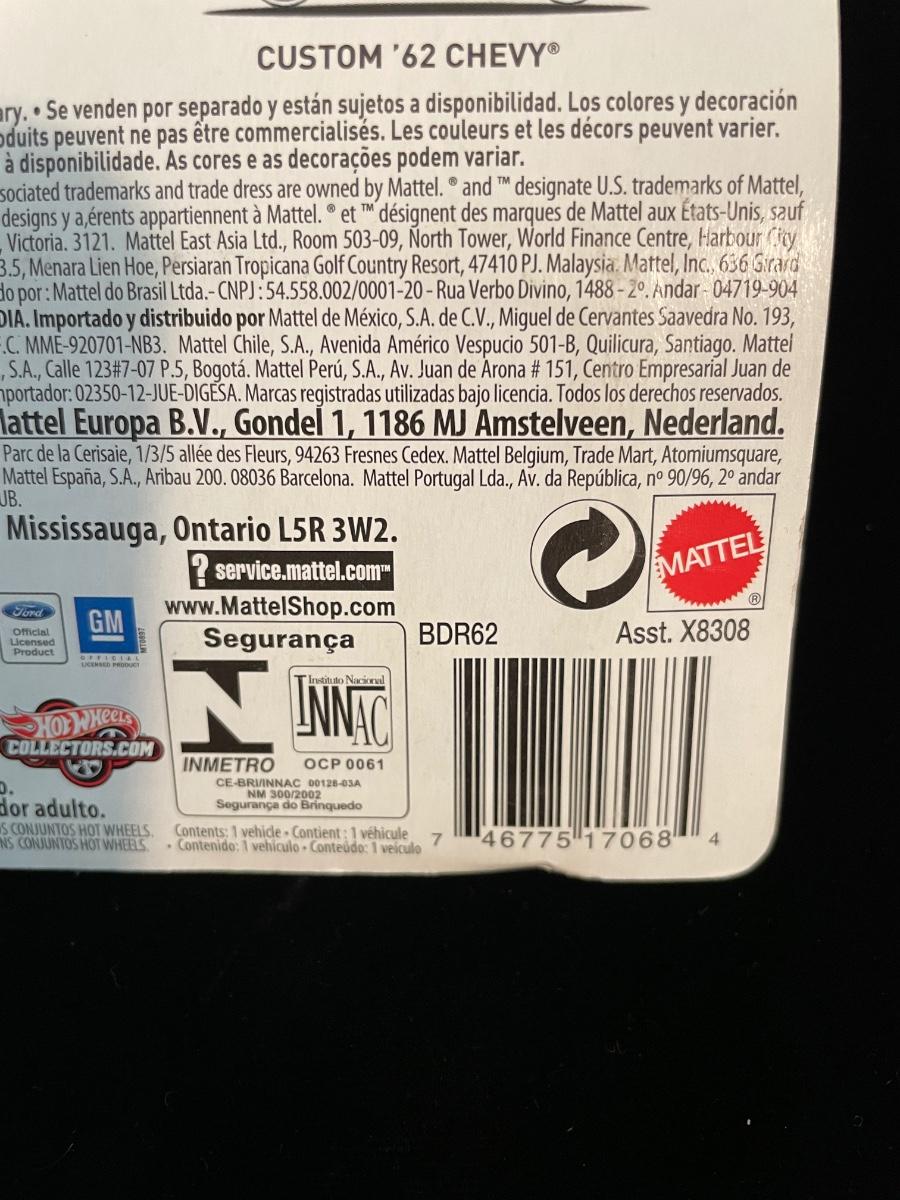 CUSTOM '62 CHEVY®
ary. • Se venden por separado y están sujetos a disponibilidad. Los colores y decoración
oduits peuvent ne pas être commercialisés. Les couleurs et les décors peuvent varier.
à disponibilidade. As cores e as decorações podem variar.
sociated trademarks and trade dress are owned by Mattel. ® and ™ designate U.S. trademarks of Mattel,
designs y a,érents appartiennent à Mattel. ® et ™ désignent des marques de Mattel aux États-Unis, sauf
, Victoria. 3121. Mattel East Asia Ltd., Room 503-09, North Tower, World Finance Centre, Harbour City
3.5, Menara Lien Hoe, Persiaran Tropicana Golf Country Resort, 47410 PJ. Malaysia. Mattel, Inc., 636 Girard
do por : Mattel do Brasil Ltda.- CNPJ : 54.558.002/0001-20 - Rua Verbo Divino, 1488 - 2º. Andar - 04719-904
DIA. Importado y distribuido por Mattel de México, S.A. de C.V., Miguel de Cervantes Saavedra No. 193,
.C. MME-920701-NB3. Mattel Chile, S.A., Avenida Américo Vespucio 501-B, Quilicura, Santiago. Mattel
, S.A., Calle 123#7-07 P.5, Bogotá. Mattel Perú, S.A., Av. Juan de Arona # 151, Centro Empresarial Juan de
mportador: 02350-12-JUE-DIGESA. Marcas registradas utilizadas bajo licencia. Todos los derechos reservados.
Mattel Europa B.V., Gondel 1, 1186 MJ Amstelveen, Nederland.
Parc de la Cerisaie, 1/3/5 allée des Fleurs, 94263 Fresnes Cedex. Mattel Belgium, Trade Mart, Atomiumsquare,
Mattel España, S.A., Aribau 200. 08036 Barcelona. Mattel Portugal Lda., Av. da República, nº 90/96, 2º andar
UB.
Mississauga, Ontario L5R 3W2.
? service.mattel.com™
www.MattelShop.com
MATTEL
®
Ford
Official
Licensed
Product
GM
OFFICIAL
LICENSED PRODUCT
MT0897
BDR62
Asst. X8308
Segurança
Instituto Nacional
INNAC
INMETRO
OCP 0061
CE-BRI/INNAC 00128-03A
NM 300/2002
Segurança do Brinquedo
HOT WHEELS
COLLECTORS.COM
o.
dor adulto.
S CONJUNTOS HOT WHEELS.
NS CONJUNTOS HOT WHEELS.
Contents: 1 vehicle • Contient : 1 véhicule
• Contenido: 1 vehículo • Conteúdo: 1 veículo
7 46775 17068 4